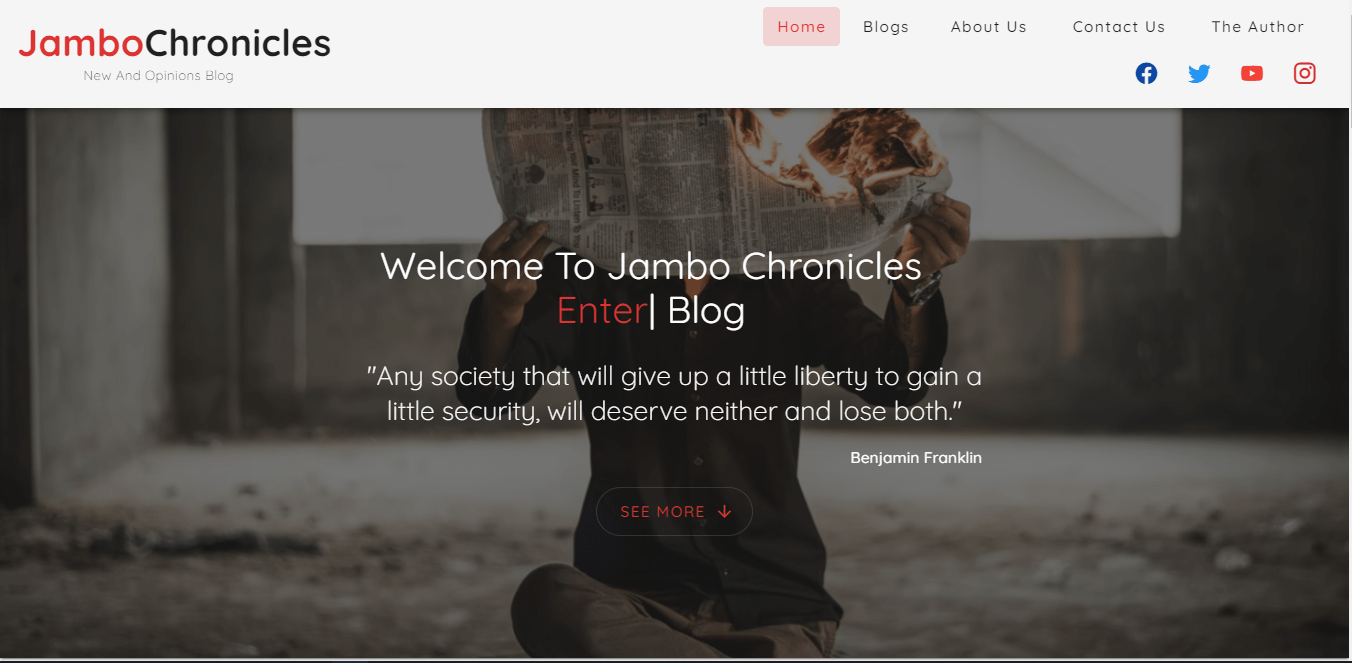 JamboChronicles
New And Opinions Blog
Home Blogs About Us Contact Us The Author
Welcome To Jambo Chronicles
Enter| Blog
"Any society that will give up a little liberty to gain a
little security, will deserve neither and lose both."
Benjamin Franklin
SEE MORE